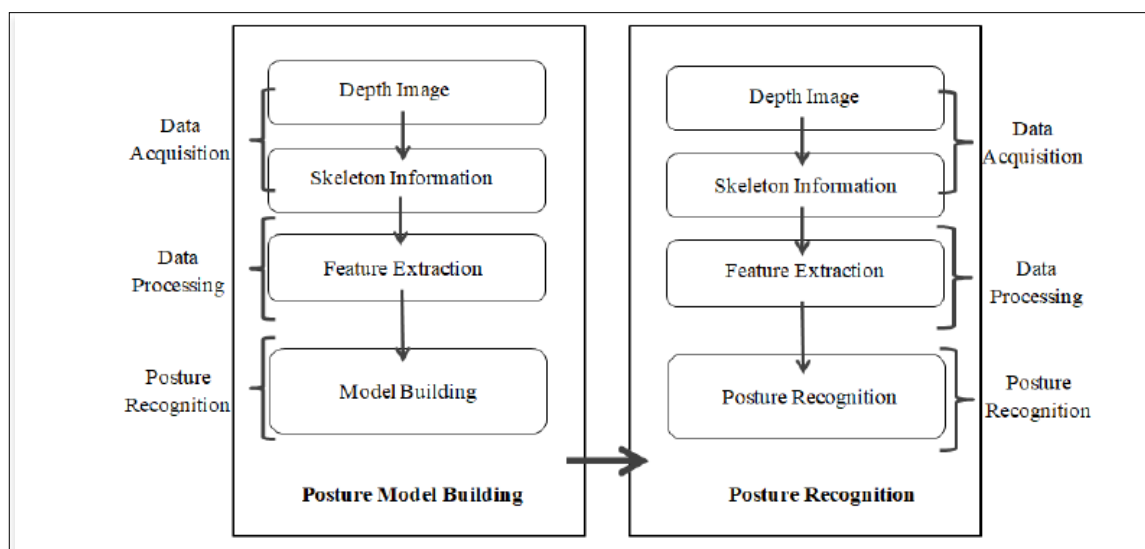 Data
Acquisition
Depth Image
Skeleton Information
Data
Processing
Feature Extraction
Posture
Recognition
Model Building
Posture Model Building
Depth Image
Skeleton Information
Data
Acquisition
Feature Extraction
Data
Processing
Posture Recognition
Posture
Recognition
Posture Recognition